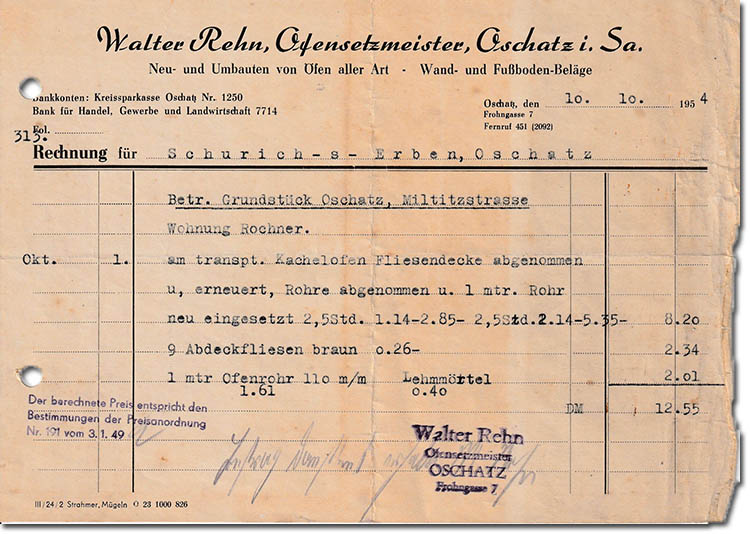 Walter Rehn, Ofensetzmeister, Oschatz i. Sa.
Neu- und Umbauten von Öfen aller Art - Wand- und Fußboden-Beläge
Bankkonten: Kreissparkasse Oschatz Nr. 1250
Bank für Handel, Gewerbe und Landwirtschaft 7714
Oschatz, den 10. 10. 1954
Frohngasse 7
Fernruf 451 (2092)
Fol.
313.
Rechnung für Schurich-s- Erben, Oschatz
Betr. Grundstück Oschatz, Miltitzstrasse
Wohnung Rochner.
Okt. 1. am transpt. Kachelofen Fliesendecke abgenommen
u, erneuert, Rohre abgenommen u. 1 mtr. Rohr
neu eingesetzt 2,5Std. 1.14-2.85- 2,5Std.2.14-5.35- 8.20
9 Abdeckfliesen braun 0.26- 2.34
1 mtr Ofenrohr 110 m/m Lehmmörtel 2.01
1.61 0.40
DM 12.55
Der berechnete Preis entspricht den
Bestimmungen der Preisanordnung
Nr. 191 vom 3.1.49
Walter Rehn
Ofensetzmeister
OSCHATZ
Frohngasse 7
III/24/2 Strahmer, Mügeln O 23 1000 826